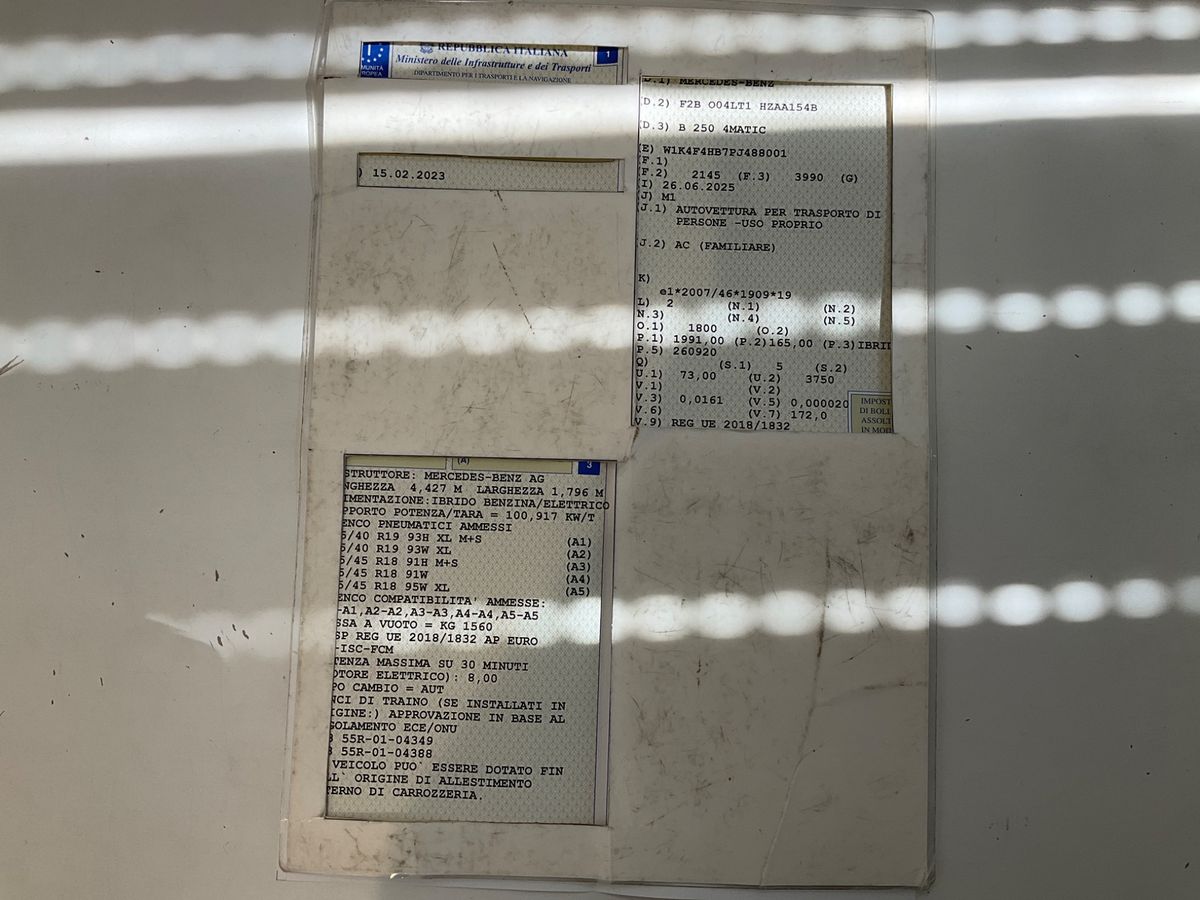 REPUBBLICA ITALIANA
Ministero delle Infrastrutture e dei Trasporti
1
MUNITÀ
ROPEA
DIPARTIMENTO PER I TRASPORTI E LA NAVIGAZIONE
) 15.02.2023
(D.1) MERCEDES-BENZ
(D.2) F2B O04LT1 HZAA154B
(D.3) B 250 4MATIC
(E) W1K4F4HB7PJ488001
(F.1)
(F.2) 2145 (F.3) 3990 (G)
(I) 26.06.2025
(J) M1
(J.1) AUTOVETTURA PER TRASPORTO DI
PERSONE -USO PROPRIO
(J.2) AC (FAMILIARE)
K)
e1*2007/46*1909*19
L) 2 (N.1) (N.2)
N.3) (N.4) (N.5)
O.1) 1800 (O.2)
P.1) 1991,00 (P.2)165,00 (P.3)IBRI
P.5) 260920
Q) (S.1) 5 (S.2)
U.1) 73,00 (U.2) 3750
V.1) (V.2)
V.3) 0,0161 (V.5) 0,000020
V.6) (V.7) 172,0
V.9) REG UE 2018/1832
IMPOST
DI BOLL
ASSOLT
IN MOD
(A)
3
STRUTTORE: MERCEDES-BENZ AG
NGHEZZA 4,427 M LARGHEZZA 1,796 M
IMENTAZIONE:IBRIDO BENZINA/ELETTRICO
PPORTO POTENZA/TARA = 100,917 KW/T
ENCO PNEUMATICI AMMESSI
5/40 R19 93H XL M+S (A1)
5/40 R19 93W XL (A2)
5/45 R18 91H M+S (A3)
5/45 R18 91W (A4)
5/45 R18 95W XL (A5)
ENCO COMPATIBILITA' AMMESSE:
-A1,A2-A2,A3-A3,A4-A4,A5-A5
SSA A VUOTO = KG 1560
SP REG UE 2018/1832 AP EURO
-ISC-FCM
TENZA MASSIMA SU 30 MINUTI
OTORE ELETTRICO): 8,00
PO CAMBIO = AUT
NCI DI TRAINO (SE INSTALLATI IN
IGINE:) APPROVAZIONE IN BASE AL
GOLAMENTO ECE/ONU
55R-01-04349
55R-01-04388
VEICOLO PUO` ESSERE DOTATO FIN
LL` ORIGINE DI ALLESTIMENTO
TERNO DI CARROZZERIA.